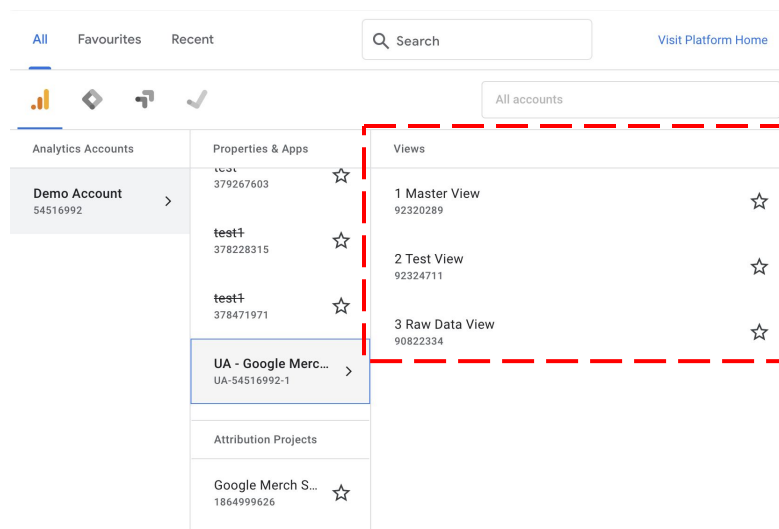 All
Favourites
Recent
Search
Visit Platform Home
All accounts
Analytics Accounts
Demo Account
54516992
Properties & Apps
test
379267603
test1
378228315
test1
378471971
UA - Google Merc...
UA-54516992-1
Attribution Projects
Google Merch S...
1864999626
Views
1 Master View
92320289
2 Test View
92324711
3 Raw Data View
90822334